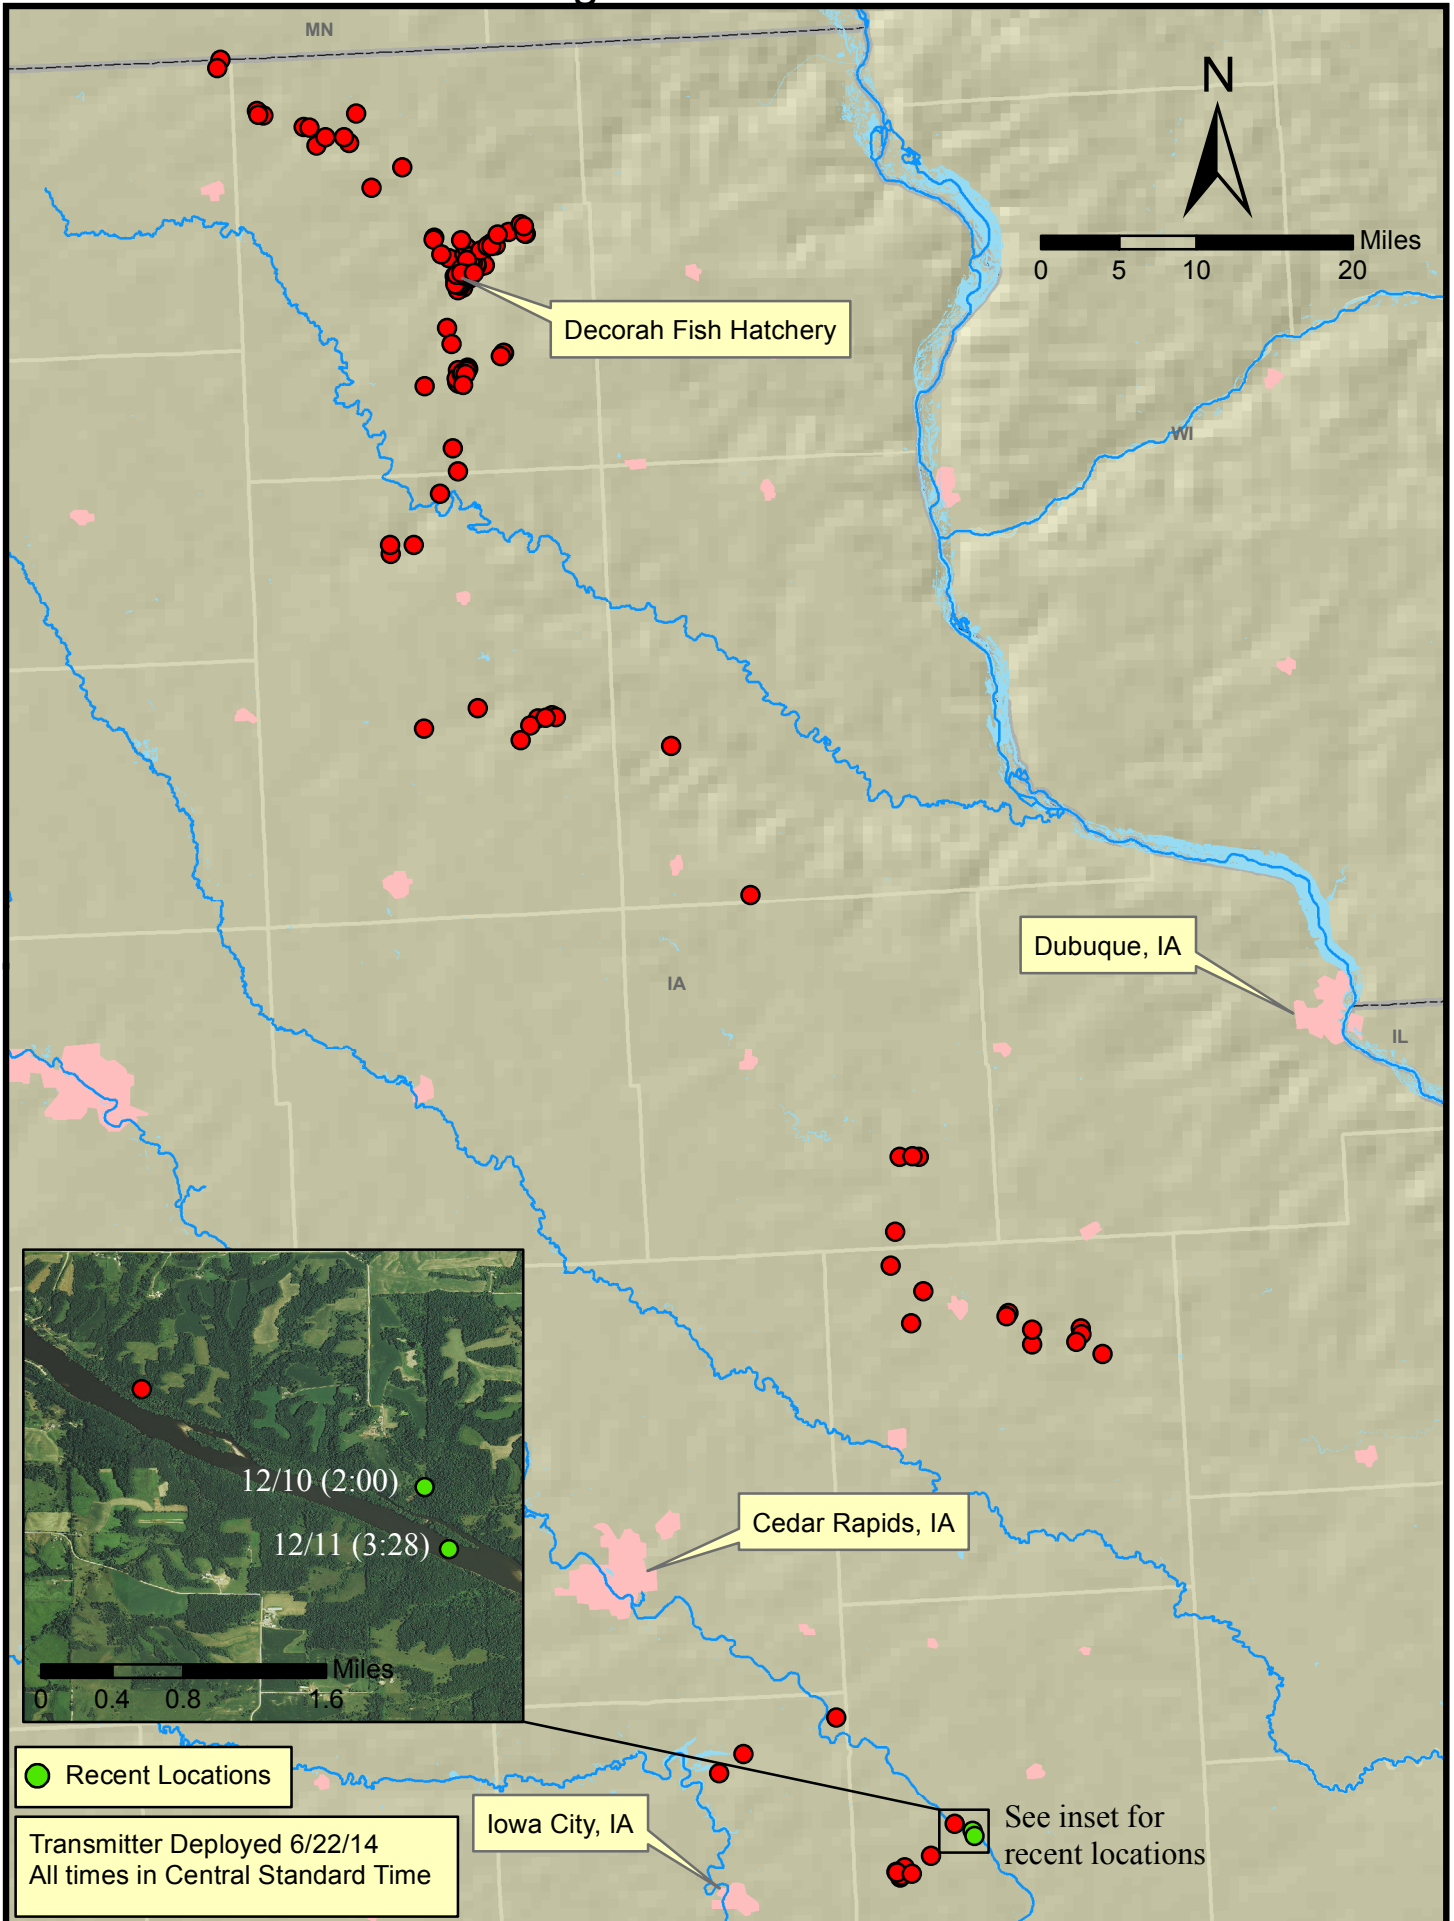 MN
N
Miles
0 5 10 20
Decorah Fish Hatchery
WI
Dubuque, IA
IA
IL
Cedar Rapids, IA
12/10 (2:00)
12/11 (3:28)
Miles
0 0.4 0.8 1.6
Recent Locations
Iowa City, IA
See inset for
recent locations
Transmitter Deployed 6/22/14
All times in Central Standard Time